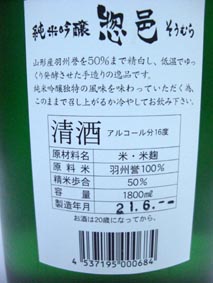 純米吟醸 惣邑 そうむら
山形産羽州誉を50％まで精白し、低温でゆっ
くり発酵させた手造りの逸品です。
純米吟醸独特の風味を味わっていただく為、
このままで召し上がるか冷やしてお飲み下さい。
清酒 アルコール分16度
原材料名 米・米麹
原料米 羽州誉100％
精米歩合 50％
容量 1800㎖
製造年月 21.6.--
お酒は20歳になってから。
4 537195 000684